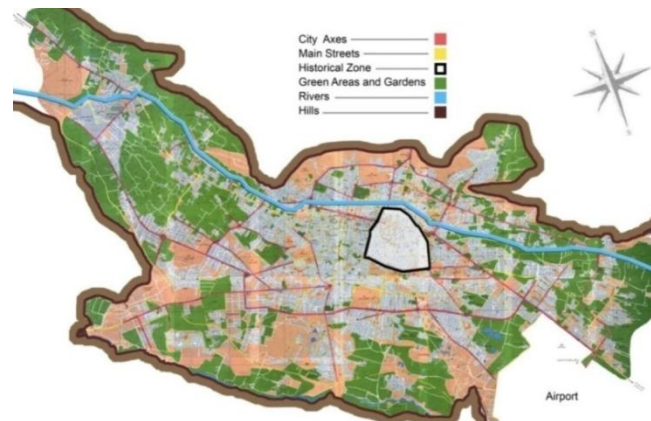 City Axes
Main Streets
Historical Zone
Green Areas and Gardens
Rivers
Hills
Airport